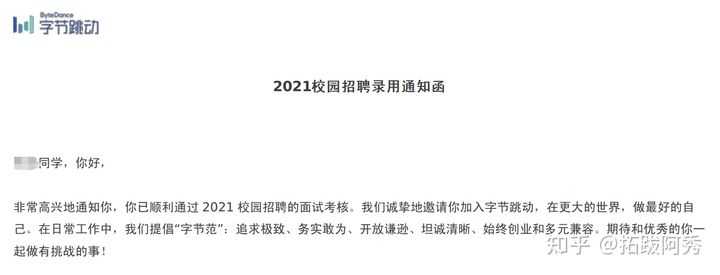 ByteDance
字节跳动
2021校园招聘录用通知函
同学，你好，
非常高兴地通知你，你已顺利通过 2021 校园招聘的面试考核。我们诚挚地邀请你加入字节跳动，在更大的世界，做最好的自
己。在日常工作中，我们提倡“字节范”：追求极致、务实敢为、开放谦逊、坦诚清晰、始终创业和多元兼容。期待和优秀的你一
起做有挑战的事！
知乎 @拓跋阿秀